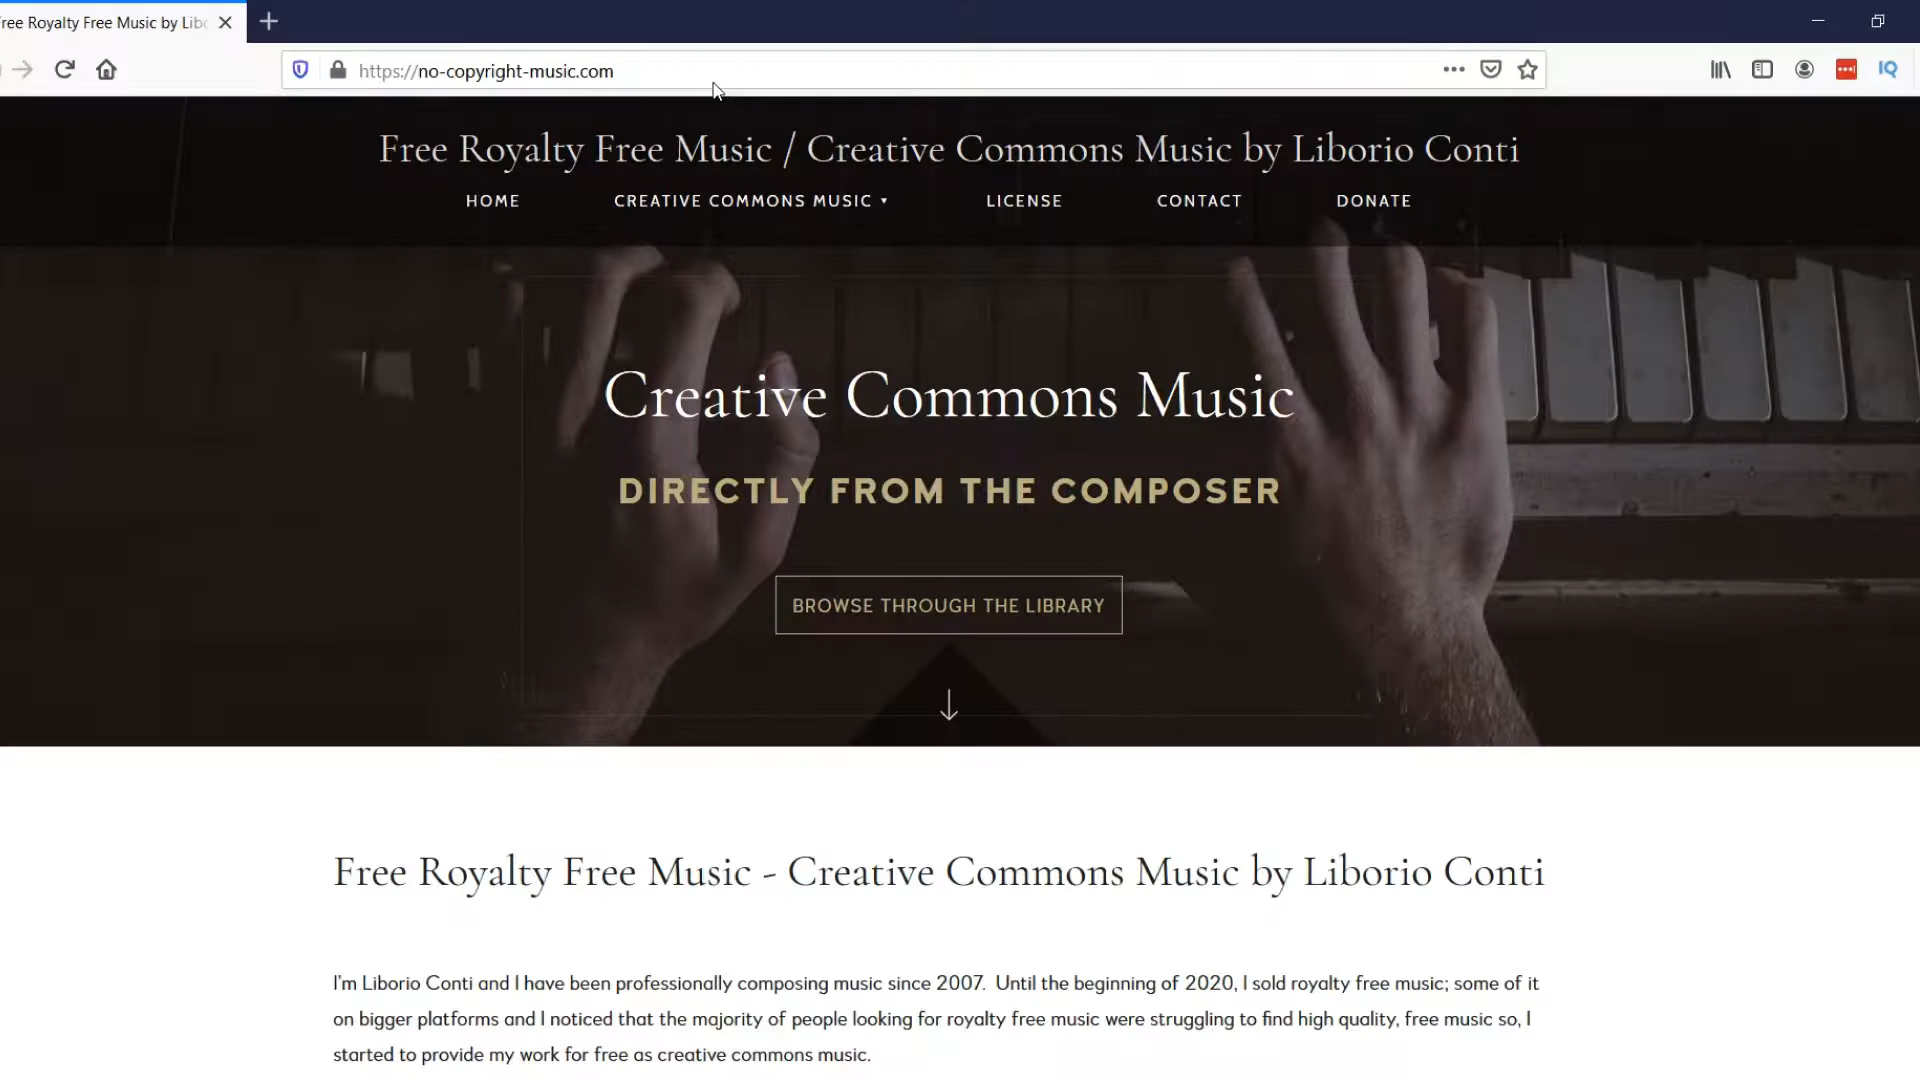 ree Royalty Free Music by Libo
https://no-copyright-music.com
IQ
Free Royalty Free Music / Creative Commons Music by Liborio Conti
HOME
CREATIVE COMMONS MUSIC
LICENSE
CONTACT
DONATE
Creative Commons Music
DIRECTLY FROM THE COMPOSER
BROWSE THROUGH THE LIBRARY
Free Royalty Free Music - Creative Commons Music by Liborio Conti
I'm Liborio Conti and I have been professionally composing music since 2007. Until the beginning of 2020, I sold royalty free music; some of it
on bigger platforms and I noticed that the majority of people looking for royalty free music were struggling to find high quality, free music so, I
started to provide my work for free as creative commons music.